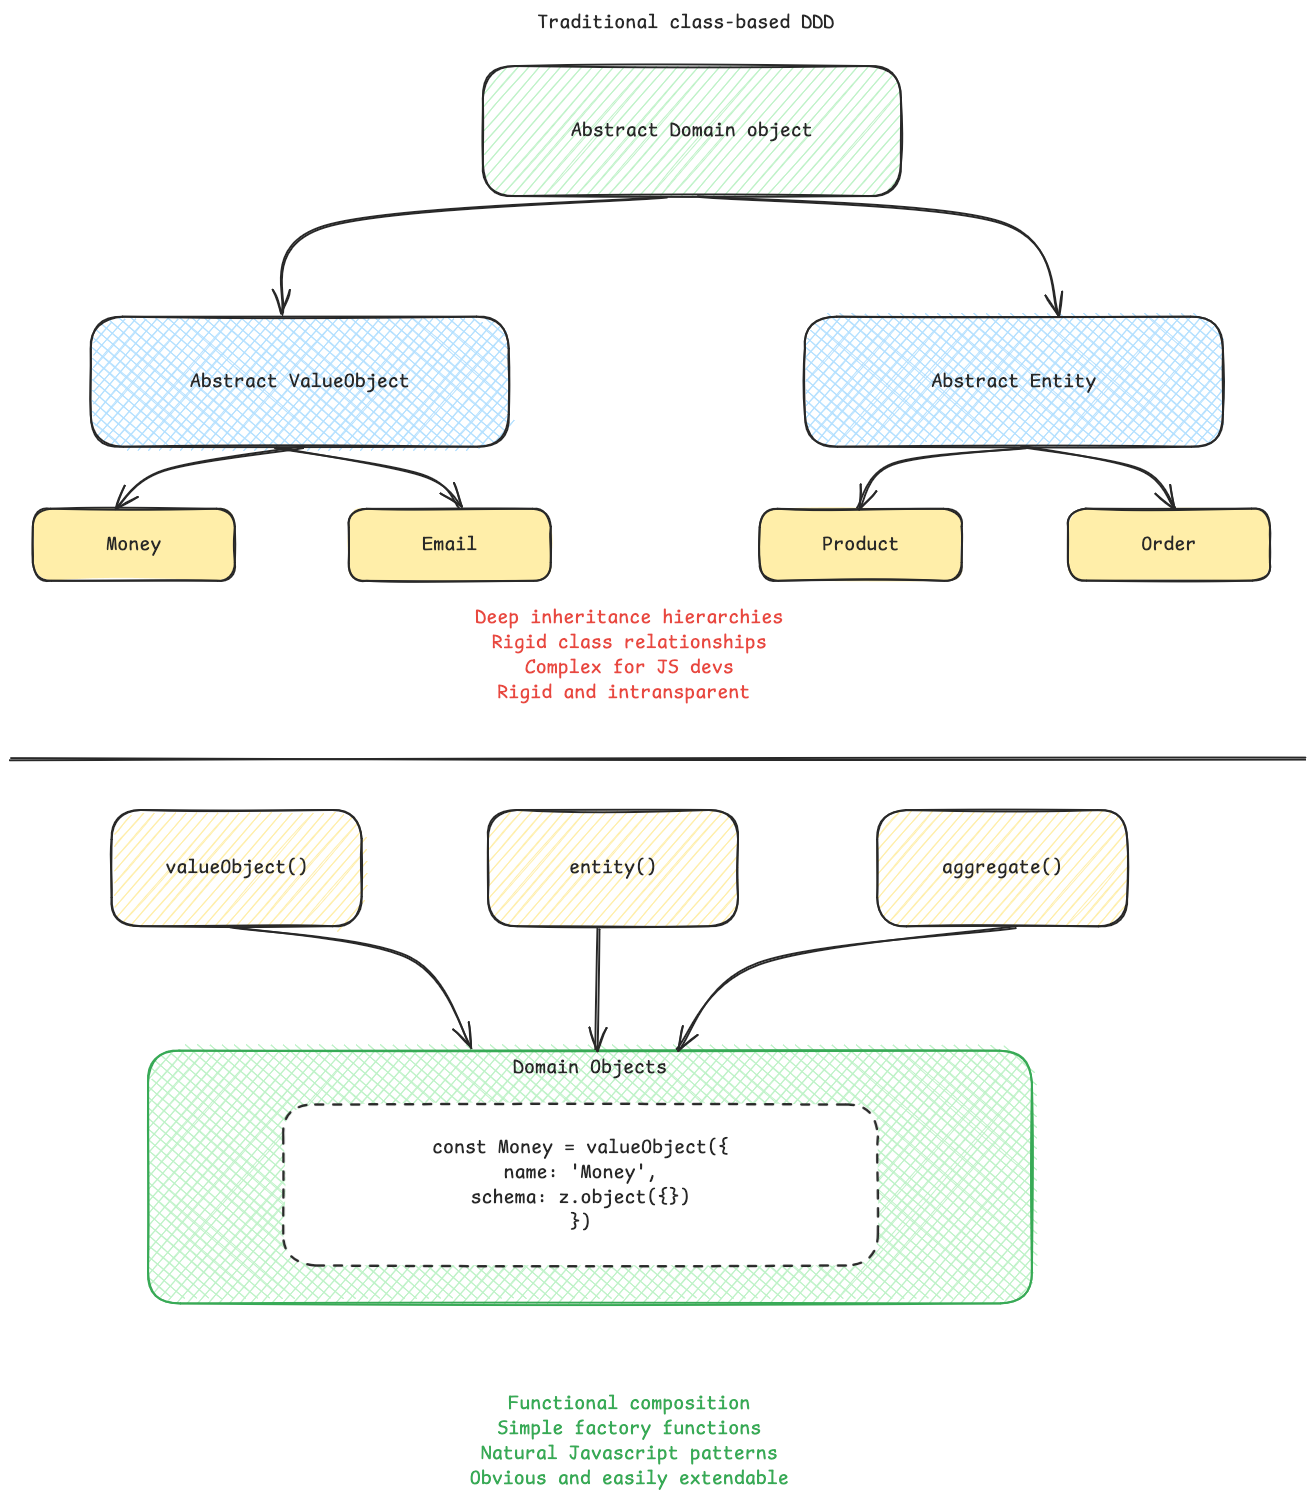 Traditional class-based DDD
Abstract Domain object
Abstract ValueObject
Abstract Entity
Money
Email
Product
Order
Deep inheritance hierarchies
Rigid class relationships
Complex for JS devs
Rigid and intransparent
valueObject()
entity()
aggregate()
Domain Objects
const Money = valueObject({
name: 'Money',
schema: z.object({})
})
Functional composition
Simple factory functions
Natural Javascript patterns
Obvious and easily extendable